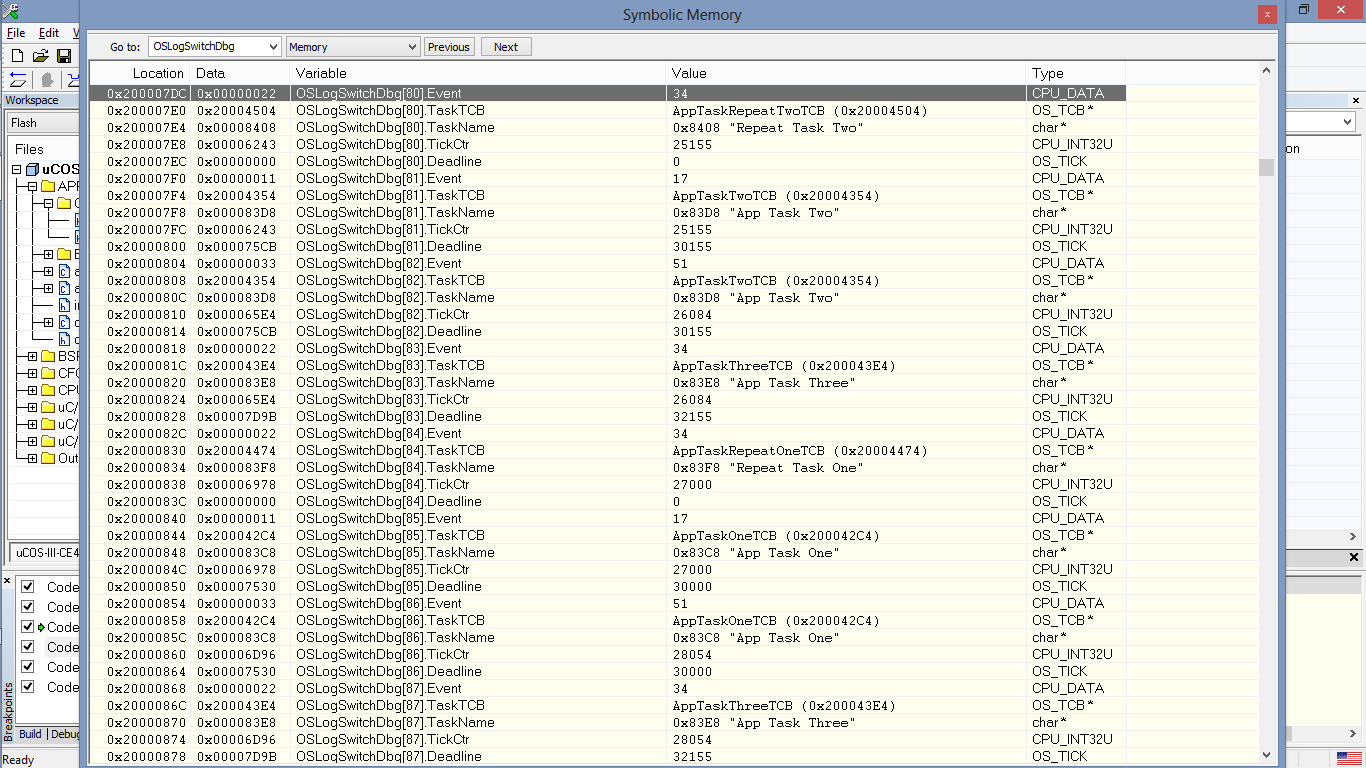 Symbolic Memory
File Edit V
Go to: OSLogSwitchDbg Memory Previous Next
Workspace
Flash
Files
uCOS
APP
BSP
CPU
uC/
uC/
uC/
Out
uCOS-III-CE4
Location Data Variable Value Type
0x200007DC 0x00000022 OSLogSwitchDbg[80].Event 34 CPU_DATA
0x200007E0 0x20004504 OSLogSwitchDbg[80].TaskTCB AppTaskRepeatTwoTCB (0x20004504) OS_TCB*
0x200007E4 0x00008408 OSLogSwitchDbg[80].TaskName 0x8408 "Repeat Task Two" char*
0x200007E8 0x00006243 OSLogSwitchDbg[80].TickCtr 25155 CPU_INT32U
0x200007EC 0x00000000 OSLogSwitchDbg[80].Deadline 0 OS_TICK
0x200007F0 0x00000011 OSLogSwitchDbg[81].Event 17 CPU_DATA
0x200007F4 0x20004354 OSLogSwitchDbg[81].TaskTCB AppTaskTwoTCB (0x20004354) OS_TCB*
0x200007F8 0x000083D8 OSLogSwitchDbg[81].TaskName 0x83D8 "App Task Two" char*
0x200007FC 0x00006243 OSLogSwitchDbg[81].TickCtr 25155 CPU_INT32U
0x20000800 0x000075CB OSLogSwitchDbg[81].Deadline 30155 OS_TICK
0x20000804 0x00000033 OSLogSwitchDbg[82].Event 51 CPU_DATA
0x20000808 0x20004354 OSLogSwitchDbg[82].TaskTCB AppTaskTwoTCB (0x20004354) OS_TCB*
0x2000080C 0x000083D8 OSLogSwitchDbg[82].TaskName 0x83D8 "App Task Two" char*
0x20000810 0x000065E4 OSLogSwitchDbg[82].TickCtr 26084 CPU_INT32U
0x20000814 0x000075CB OSLogSwitchDbg[82].Deadline 30155 OS_TICK
0x20000818 0x00000022 OSLogSwitchDbg[83].Event 34 CPU_DATA
0x2000081C 0x200043E4 OSLogSwitchDbg[83].TaskTCB AppTaskThreeTCB (0x200043E4) OS_TCB*
0x20000820 0x000083E8 OSLogSwitchDbg[83].TaskName 0x83E8 "App Task Three" char*
0x20000824 0x000065E4 OSLogSwitchDbg[83].TickCtr 26084 CPU_INT32U
0x20000828 0x00007D9B OSLogSwitchDbg[83].Deadline 32155 OS_TICK
0x2000082C 0x00000022 OSLogSwitchDbg[84].Event 34 CPU_DATA
0x20000830 0x20004474 OSLogSwitchDbg[84].TaskTCB AppTaskRepeatOneTCB (0x20004474) OS_TCB*
0x20000834 0x000083F8 OSLogSwitchDbg[84].TaskName 0x83F8 "Repeat Task One" char*
0x20000838 0x00006978 OSLogSwitchDbg[84].TickCtr 27000 CPU_INT32U
0x2000083C 0x00000000 OSLogSwitchDbg[84].Deadline 0 OS_TICK
0x20000840 0x00000011 OSLogSwitchDbg[85].Event 17 CPU_DATA
0x20000844 0x200042C4 OSLogSwitchDbg[85].TaskTCB AppTaskOneTCB (0x200042C4) OS_TCB*
0x20000848 0x000083C8 OSLogSwitchDbg[85].TaskName 0x83C8 "App Task One" char*
0x2000084C 0x00006978 OSLogSwitchDbg[85].TickCtr 27000 CPU_INT32U
0x20000850 0x00007530 OSLogSwitchDbg[85].Deadline 30000 OS_TICK
0x20000854 0x00000033 OSLogSwitchDbg[86].Event 51 CPU_DATA
0x20000858 0x200042C4 OSLogSwitchDbg[86].TaskTCB AppTaskOneTCB (0x200042C4) OS_TCB*
0x2000085C 0x000083C8 OSLogSwitchDbg[86].TaskName 0x83C8 "App Task One" char*
0x20000860 0x00006D96 OSLogSwitchDbg[86].TickCtr 28054 CPU_INT32U
0x20000864 0x00007530 OSLogSwitchDbg[86].Deadline 30000 OS_TICK
0x20000868 0x00000022 OSLogSwitchDbg[87].Event 34 CPU_DATA
0x2000086C 0x200043E4 OSLogSwitchDbg[87].TaskTCB AppTaskThreeTCB (0x200043E4) OS_TCB*
0x20000870 0x000083E8 OSLogSwitchDbg[87].TaskName 0x83E8 "App Task Three" char*
0x20000874 0x00006D96 OSLogSwitchDbg[87].TickCtr 28054 CPU_INT32U
0x20000878 0x00007D9B OSLogSwitchDbg[87].Deadline 32155 OS_TICK
on
Code
Code
Code
Code
Code
Code
Breakpoints
Build Debug
Ready